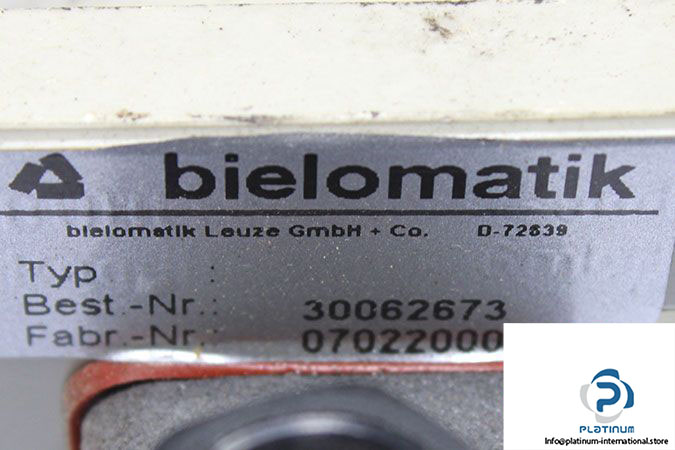 bielomatik
bielomatik Leuze GmbH + Co. D-72639
Typ :
Best.-Nr.: 30062673
Fabr.-Nr.: 07022000
PLATINUM
info@platinum-international.store